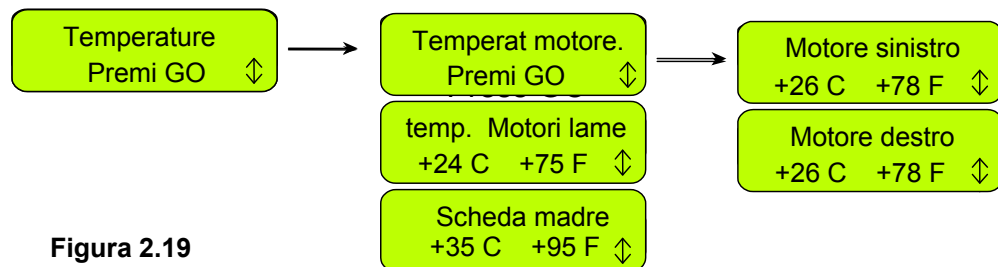 Temperature
Premi GO
Temperat motore.
Premi GO
temp. Motori lame
+24 C +75 F
Scheda madre
+35 C +95 F
Motore sinistro
+26 C +78 F
Motore destro
+26 C +78 F
Figura 2.19